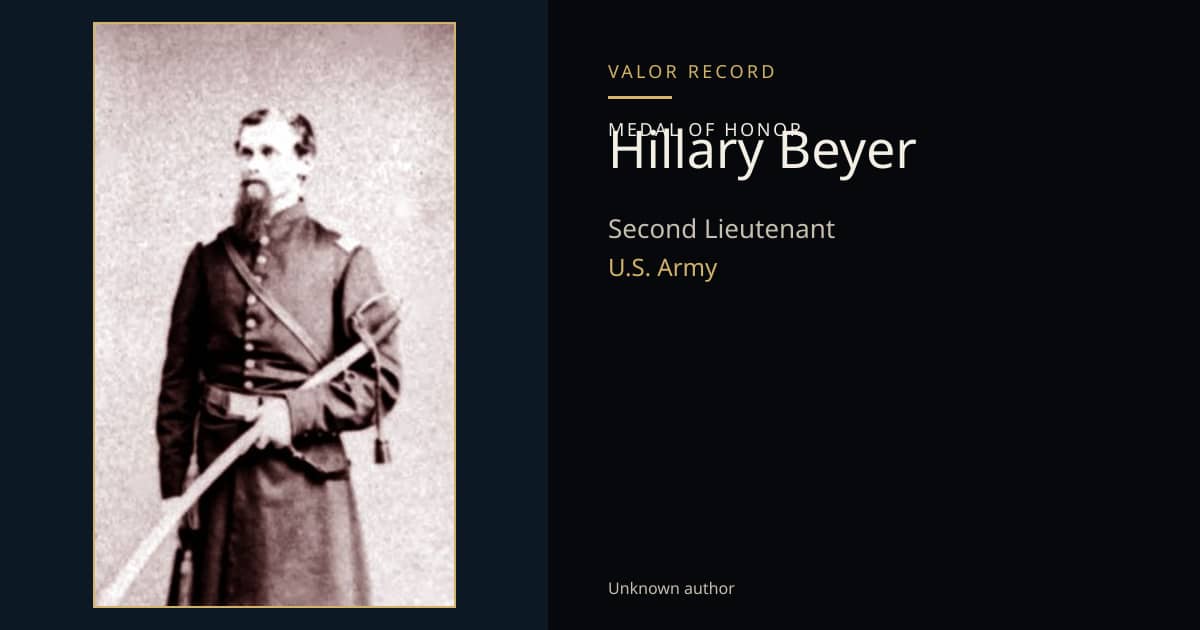 VALOR RECORD
MEDAL OF HONOR
Hillary Beyer
Second Lieutenant
U.S. Army
Unknown author